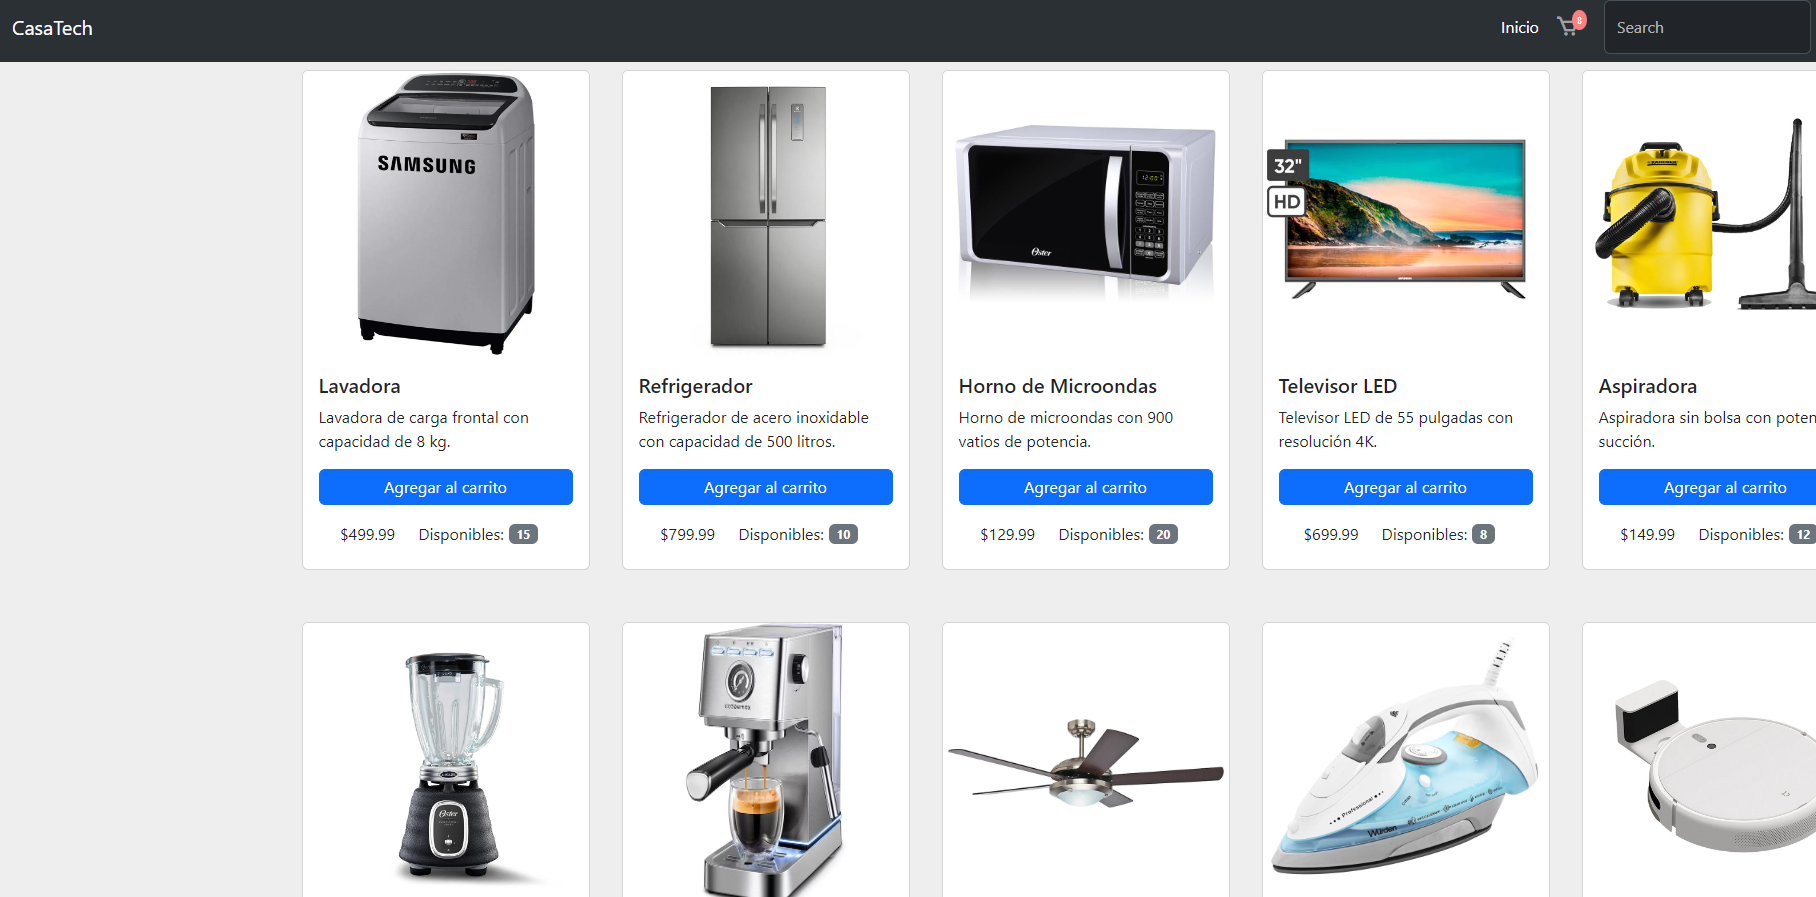 CasaTech
Inicio
8
Search
SAMSUNG
Oster
32"
HD
Lavadora
Lavadora de carga frontal con
capacidad de 8 kg.
Agregar al carrito
$499.99 Disponibles: 15
Refrigerador
Refrigerador de acero inoxidable
con capacidad de 500 litros.
Agregar al carrito
$799.99 Disponibles: 10
Horno de Microondas
Horno de microondas con 900
vatios de potencia.
Agregar al carrito
$129.99 Disponibles: 20
Televisor LED
Televisor LED de 55 pulgadas con
resolución 4K.
Agregar al carrito
$699.99 Disponibles: 8
Aspiradora
Aspiradora sin bolsa con poten
succión.
Agregar al carrito
$149.99 Disponibles: 12
Oster
Professional
Würden